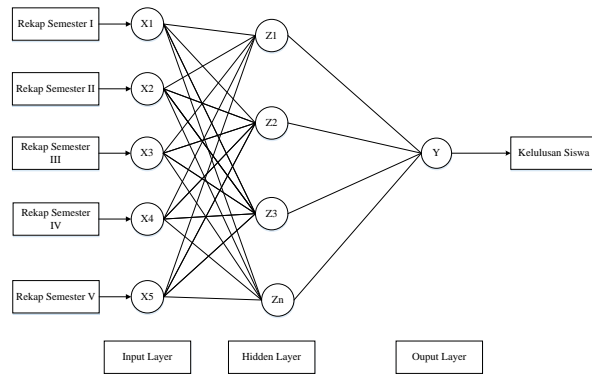 Rekap Semester I
X1
Z1
Rekap Semester II
X2
Z2
Rekap Semester
III
X3
Y
Kelulusan Siswa
Rekap Semester
IV
X4
Z3
Rekap Semester V
X5
Zn
Input Layer
Hidden Layer
Ouput Layer